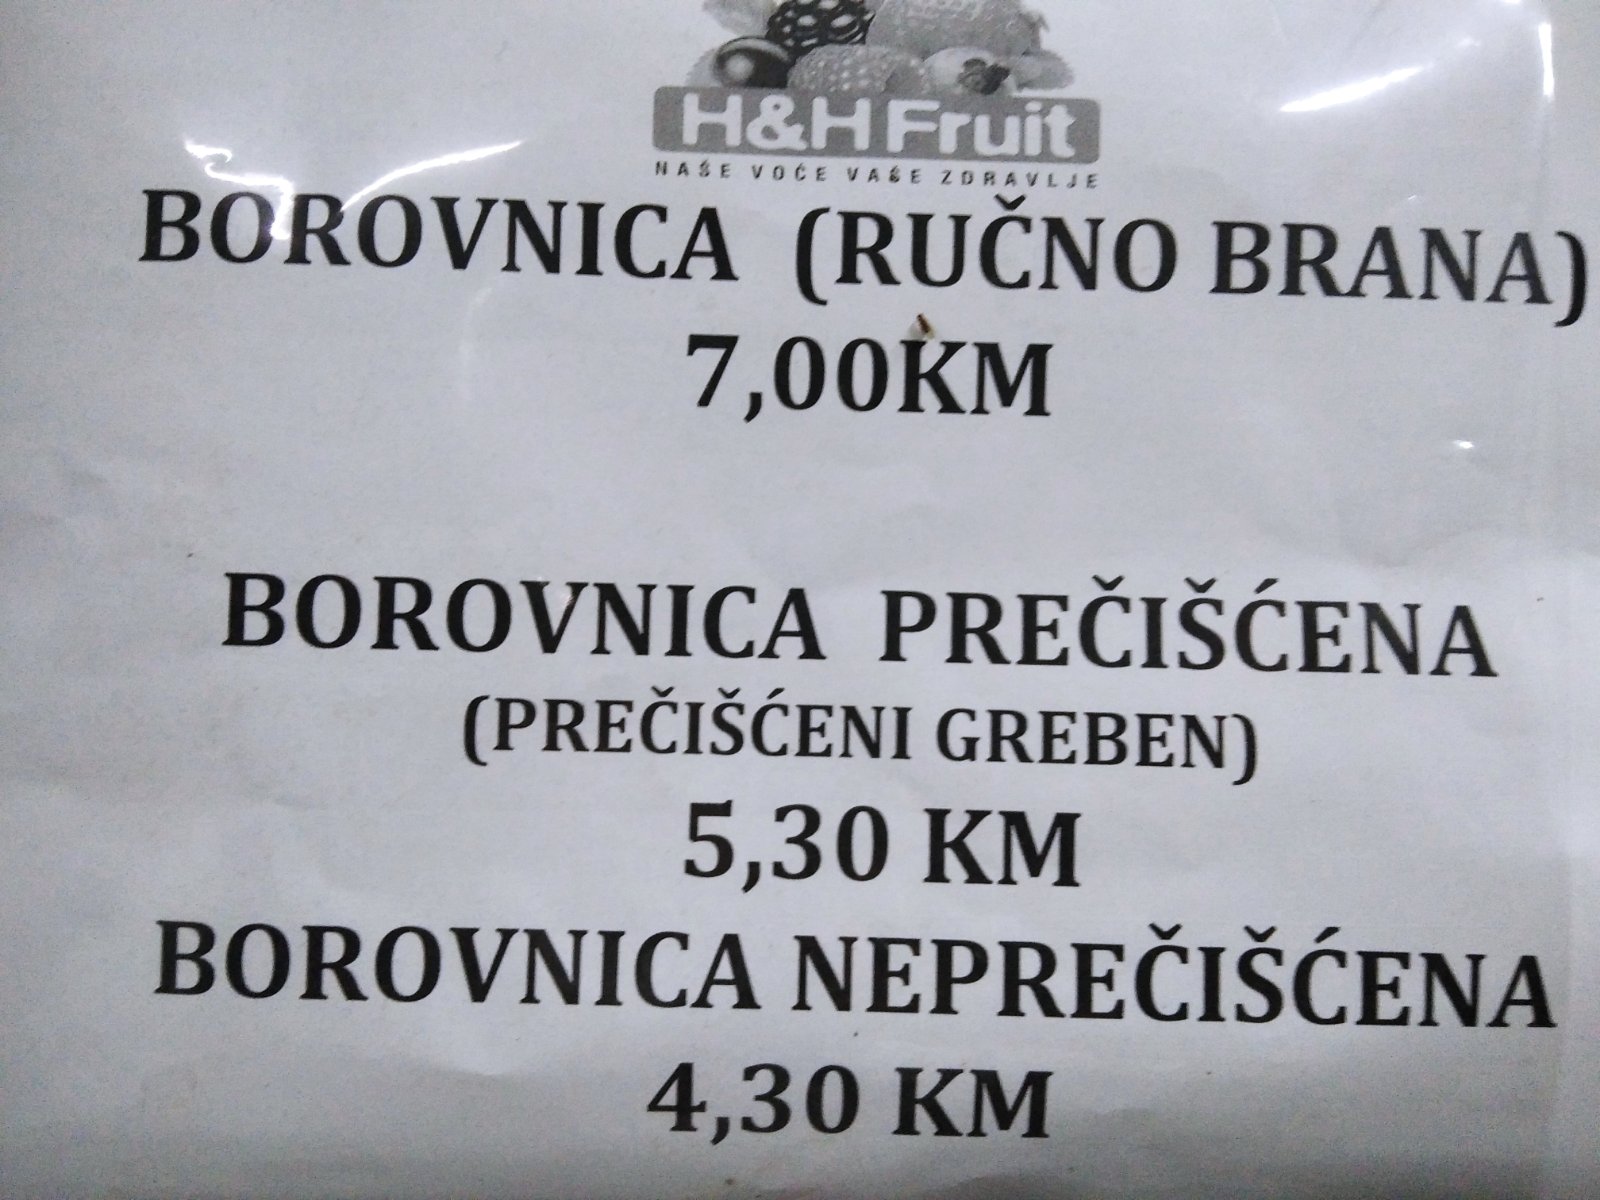 H&H Fruit
NAŠE VOĆE VAŠE ZDRAVLJE
BOROVNICA (RUČNO BRANA)
7,00KM
BOROVNICA PREČIŠĆENA
(PREČIŠĆENI GREBEN)
5,30 KM
BOROVNICA NEPREČIŠĆENA
4,30 KM